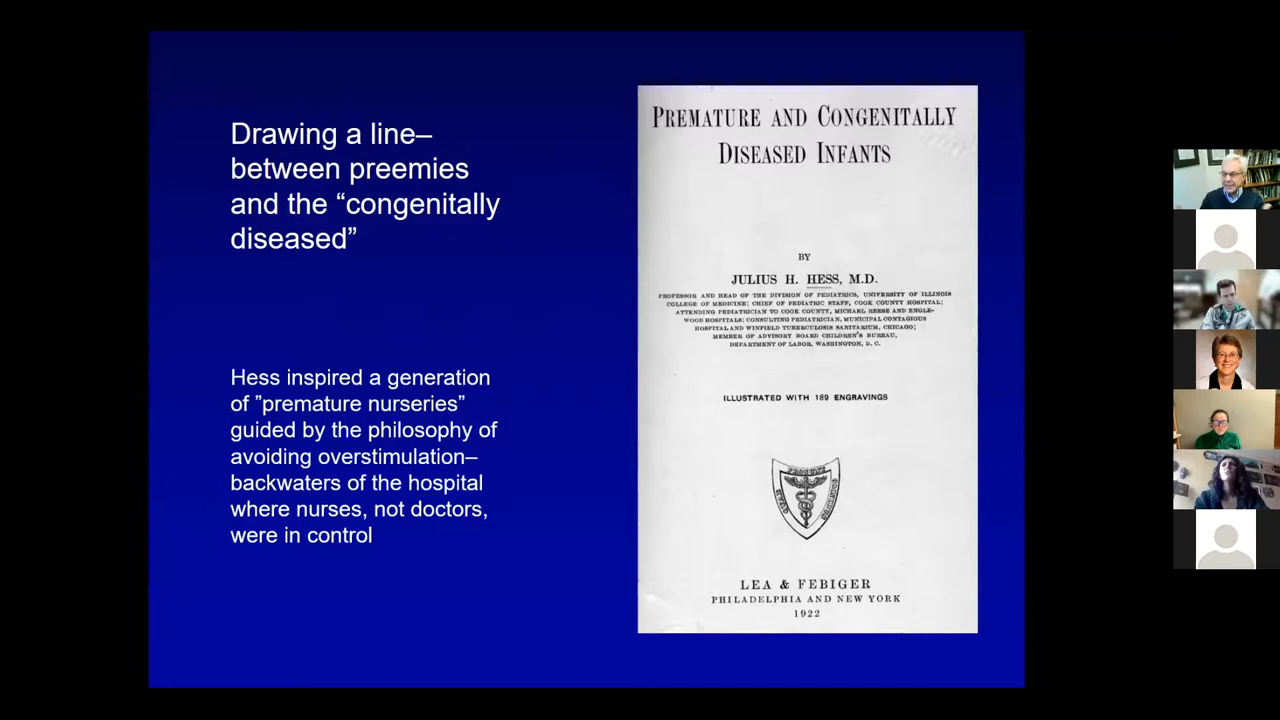 Drawing a line–
between preemies
and the “congenitally
diseased”
Hess inspired a generation
of ”premature nurseries”
guided by the philosophy of
avoiding overstimulation–
backwaters of the hospital
where nurses, not doctors,
were in control
PREMATURE AND CONGENITALLY
DISEASED INFANTS
BY
JULIUS H. HESS, M.D.
PROFESSOR AND HEAD OF THE DIVISION OF PEDIATRICS, UNIVERSITY OF ILLINOIS
COLLEGE OF MEDICINE; CHIEF OF PEDIATRIC STAFF, COOK COUNTY HOSPITAL;
ATTENDING PEDIATRICIAN TO COOK COUNTY, MICHAEL REESE AND ENGLE-
WOOD HOSPITALS; CONSULTING PEDIATRICIAN, MUNICIPAL CONTAGIOUS
HOSPITAL AND WINFIELD TUBERCULOSIS SANITARIUM, CHICAGO;
MEMBER OF ADVISORY BOARD CHILDREN'S BUREAU,
DEPARTMENT OF LABOR, WASHINGTON, D. C.
ILLUSTRATED WITH 189 ENGRAVINGS
LEA & FEBIGER
PHILADELPHIA AND NEW YORK
1922